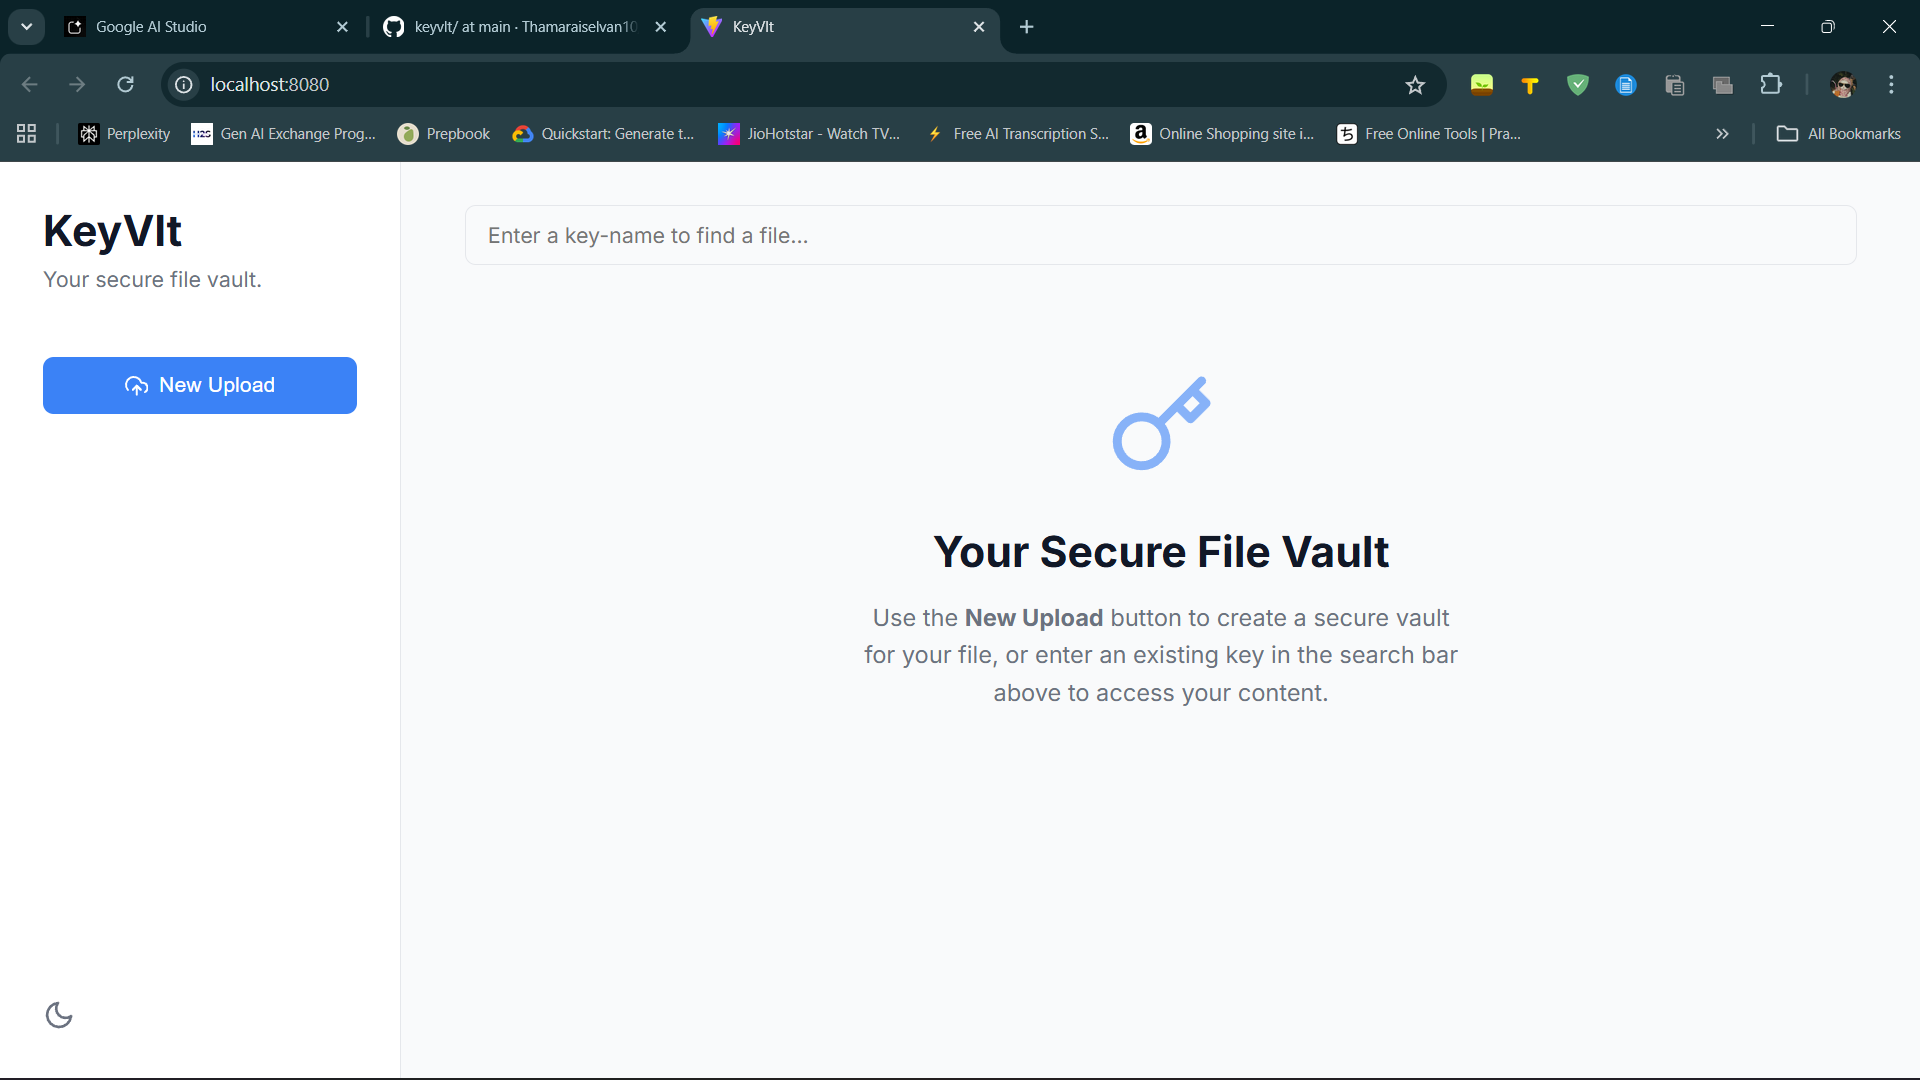 Google AI Studio
keyvlt/ at main · Thamaraiselvan10
KeyVlt
localhost:8080
Perplexity
Gen AI Exchange Prog...
Prepbook
Quickstart: Generate t...
JioHotstar - Watch TV...
Free AI Transcription S...
Online Shopping site i...
Free Online Tools | Pra...
All Bookmarks
KeyVlt
Your secure file vault.
New Upload
Enter a key-name to find a file...
Your Secure File Vault
Use the New Upload button to create a secure vault
for your file, or enter an existing key in the search bar
above to access your content.